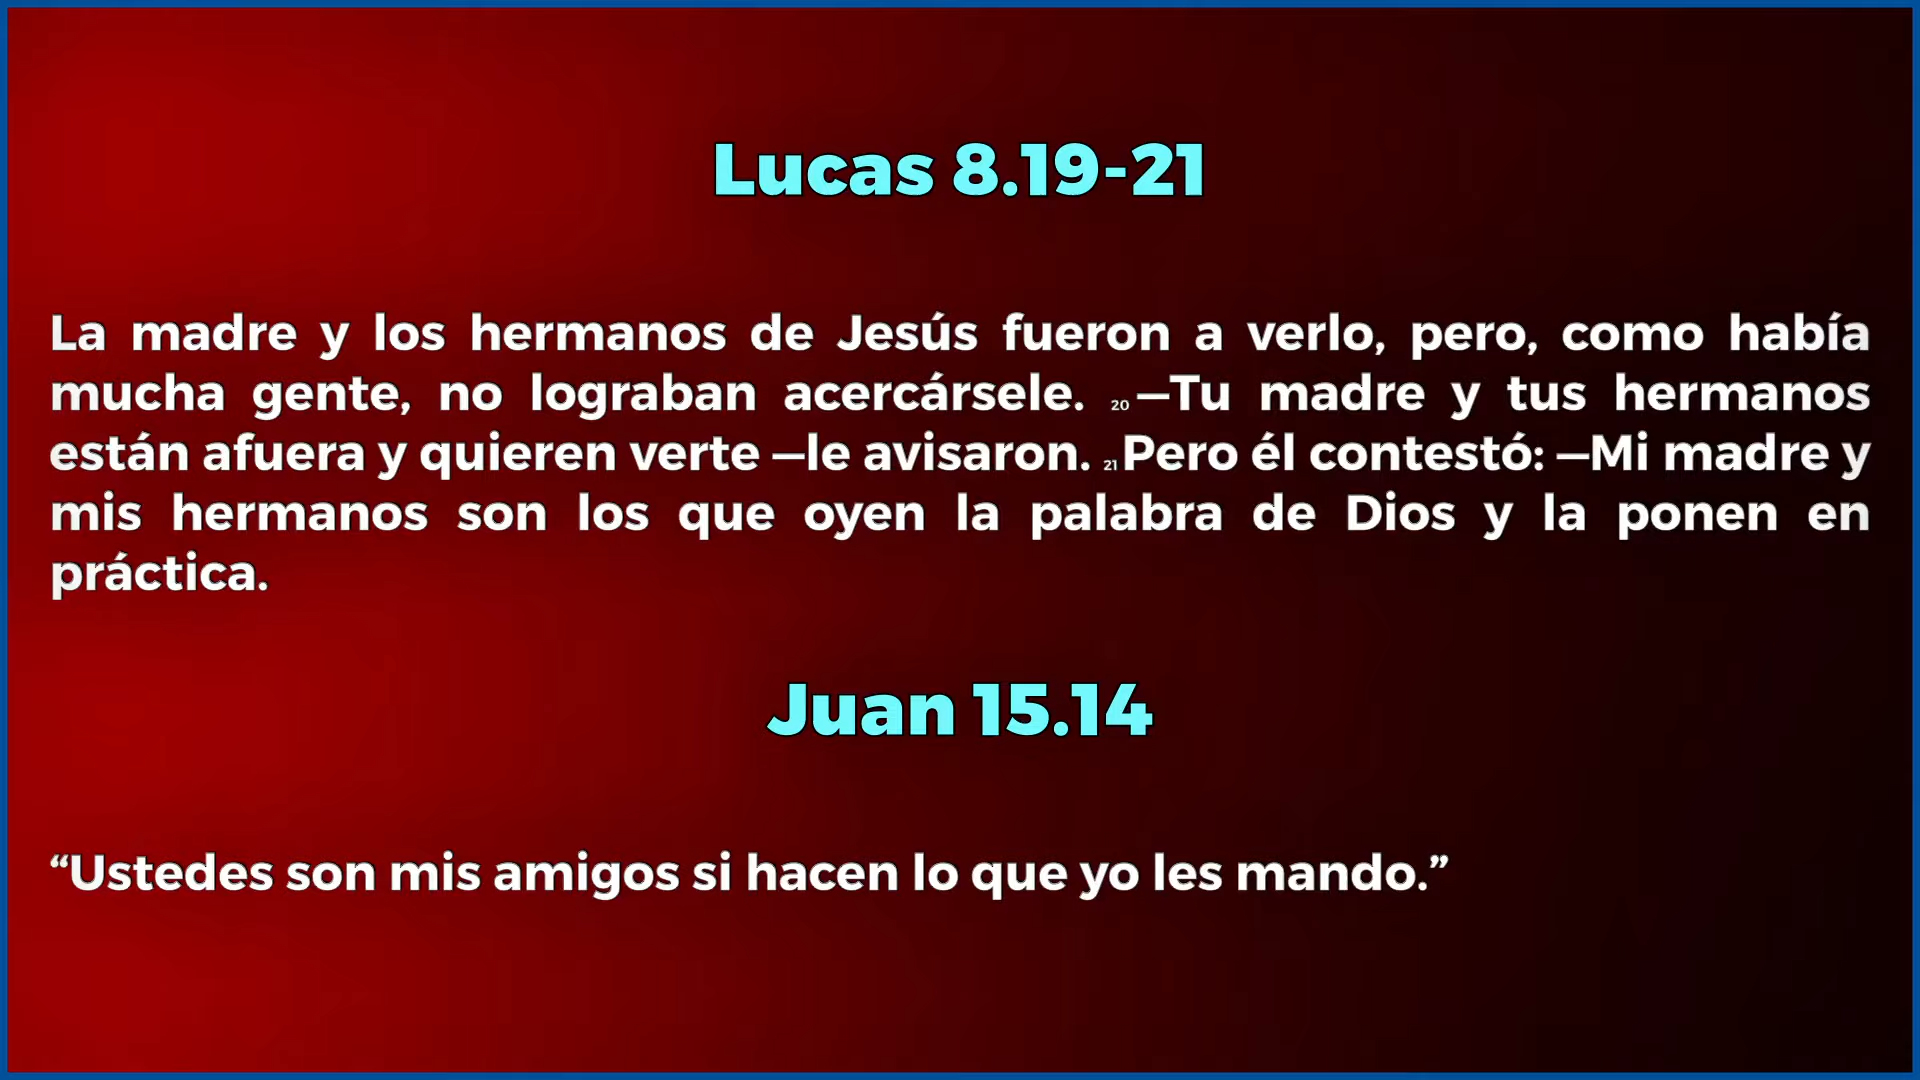 Lucas 8.19-21
La madre y los hermanos de Jesús fueron a verlo, pero, como había
mucha gente, no lograban acercársele. 20 —Tu madre y tus hermanos
están afuera y quieren verte —le avisaron. 21 Pero él contestó: —Mi madre y
mis hermanos son los que oyen la palabra de Dios y la ponen en
práctica.
Juan 15.14
“Ustedes son mis amigos si hacen lo que yo les mando.”